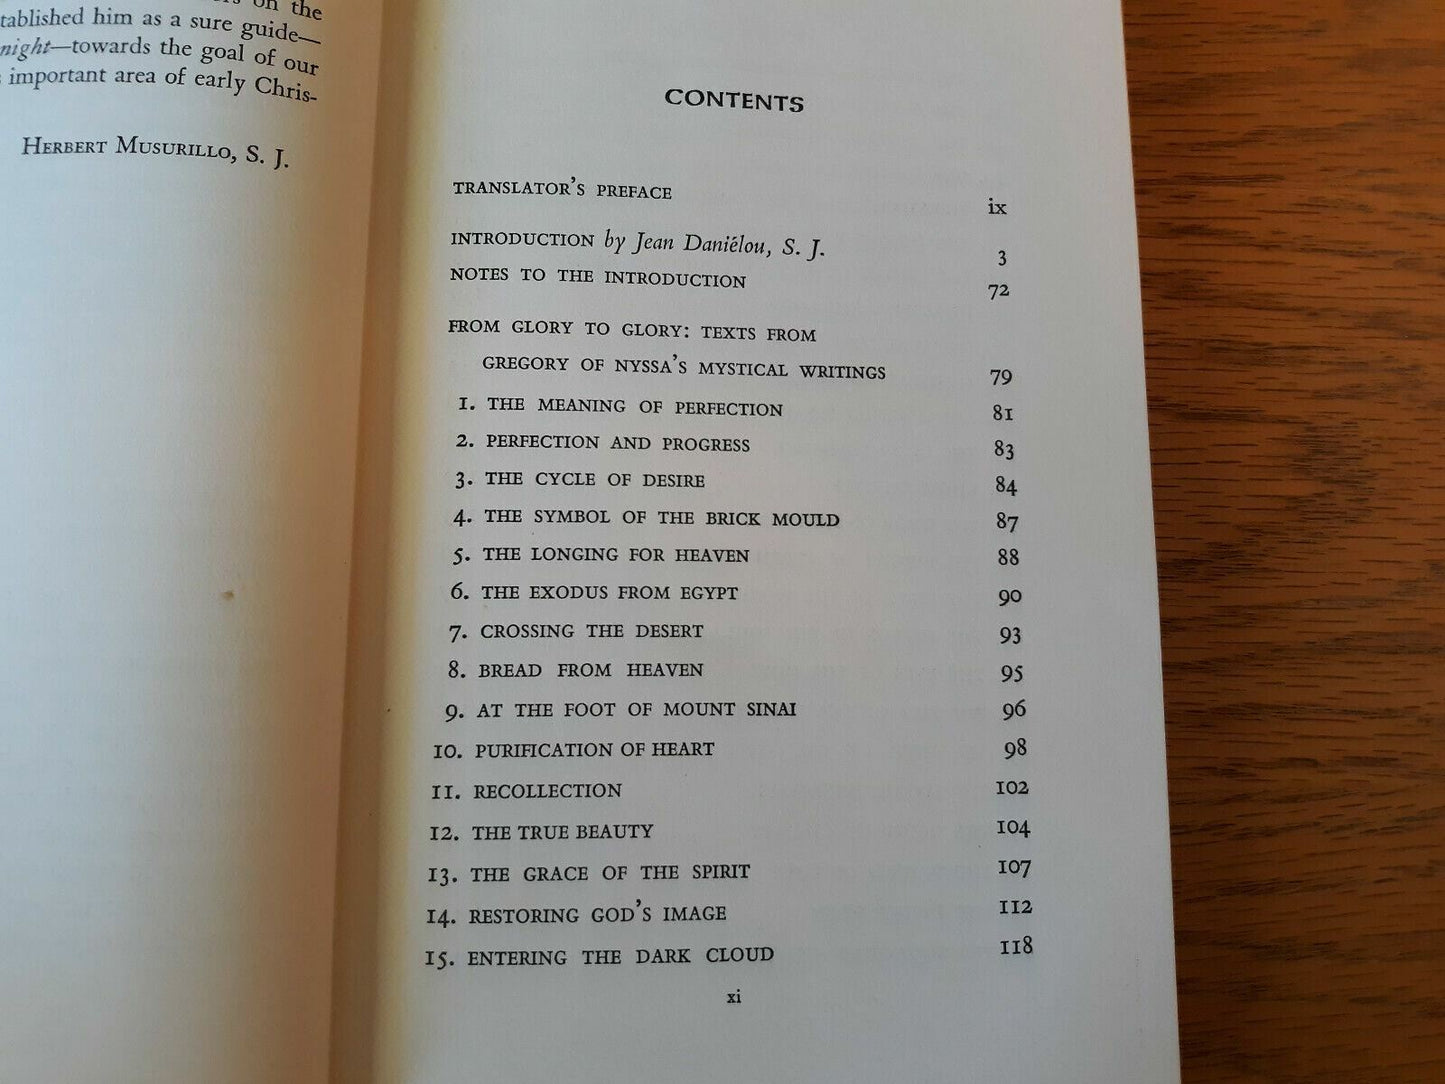 on the
tablished him as a sure guide—
night—towards the goal of our
important area of early Chris-
HERBERT MUSURILLO, S. J.
CONTENTS
TRANSLATOR'S PREFACE ix
INTRODUCTION by Jean Daniélou, S. J. 3
NOTES TO THE INTRODUCTION 72
FROM GLORY TO GLORY: TEXTS FROM
GREGORY OF NYSSA'S MYSTICAL WRITINGS 79
1. THE MEANING OF PERFECTION 81
2. PERFECTION AND PROGRESS 83
3. THE CYCLE OF DESIRE 84
4. THE SYMBOL OF THE BRICK MOULD 87
5. THE LONGING FOR HEAVEN 88
6. THE EXODUS FROM EGYPT 90
7. CROSSING THE DESERT 93
8. BREAD FROM HEAVEN 95
9. AT THE FOOT OF MOUNT SINAI 96
10. PURIFICATION OF HEART 98
11. RECOLLECTION 102
12. THE TRUE BEAUTY 104
13. THE GRACE OF THE SPIRIT 107
14. RESTORING GOD'S IMAGE 112
15. ENTERING THE DARK CLOUD 118
xi